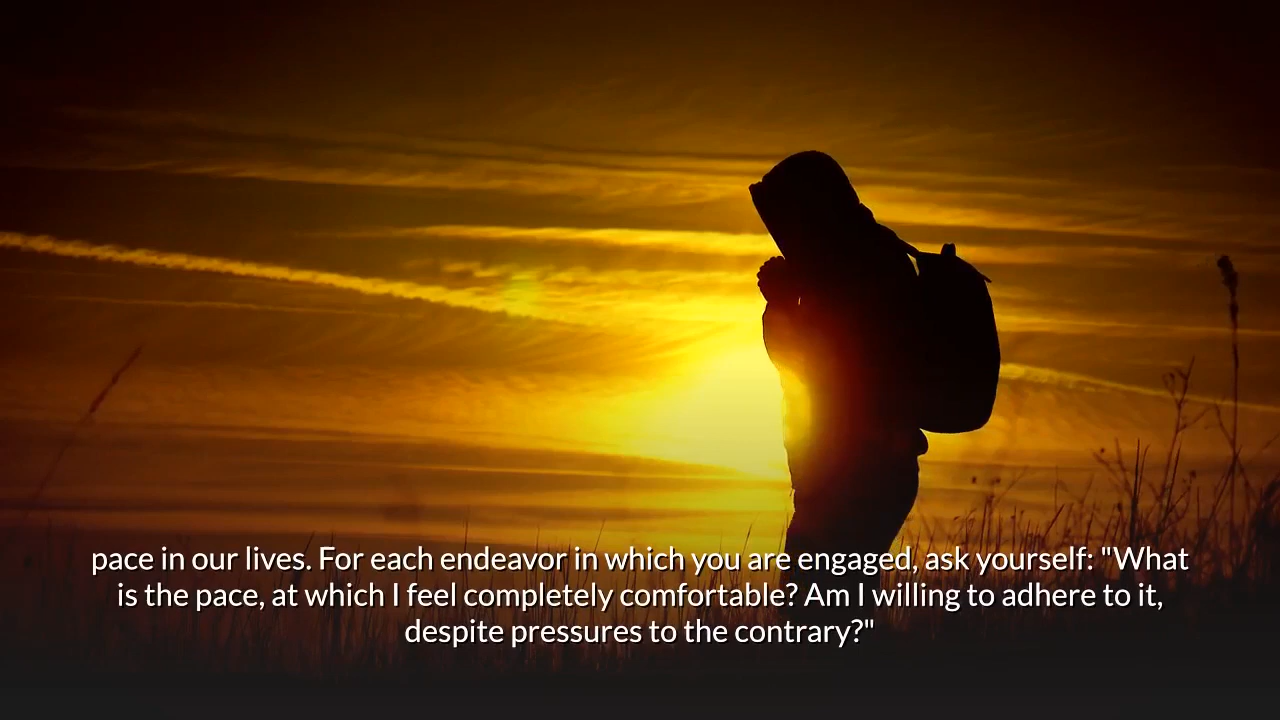 pace in our lives. For each endeavor in which you are engaged, ask yourself: "What
is the pace, at which I feel completely comfortable? Am I willing to adhere to it,
despite pressures to the contrary?"